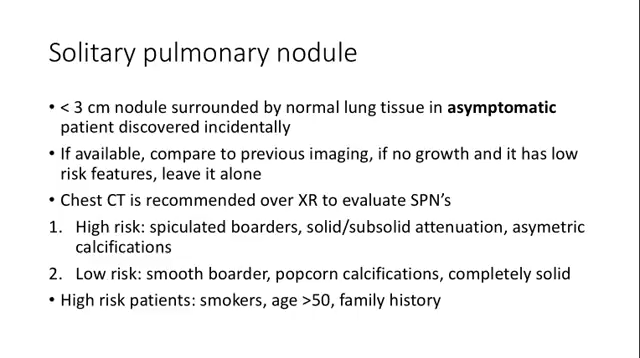 Solitary pulmonary nodule
• < 3 cm nodule surrounded by normal lung tissue in asymptomatic
patient discovered incidentally
• If available, compare to previous imaging, if no growth and it has low
risk features, leave it alone
• Chest CT is recommended over XR to evaluate SPN’s
1. High risk: spiculated boarders, solid/subsolid attenuation, asymetric
calcifications
2. Low risk: smooth boarder, popcorn calcifications, completely solid
• High risk patients: smokers, age >50, family history